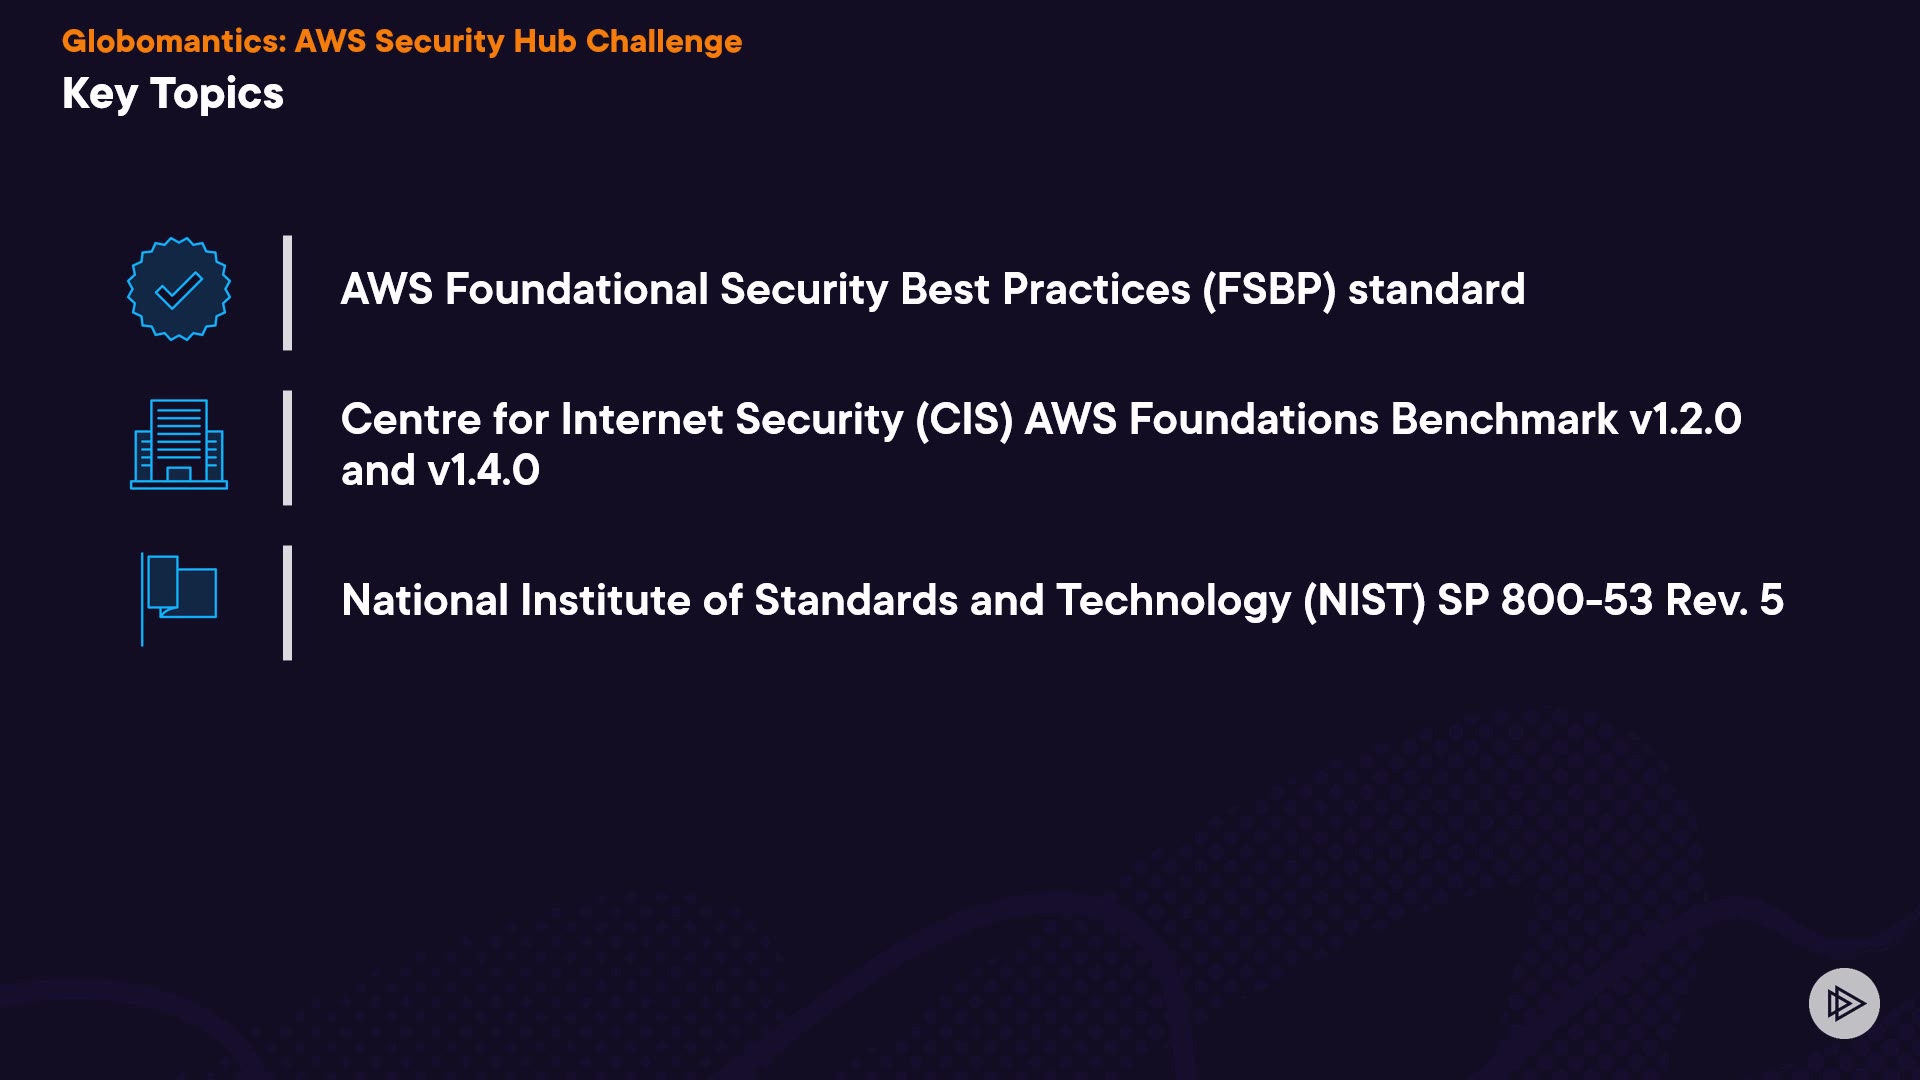 Globomantics: AWS Security Hub Challenge
Key Topics
AWS Foundational Security Best Practices (FSBP) standard
Centre for Internet Security (CIS) AWS Foundations Benchmark v1.2.0
and v1.4.0
National Institute of Standards and Technology (NIST) SP 800-53 Rev. 5